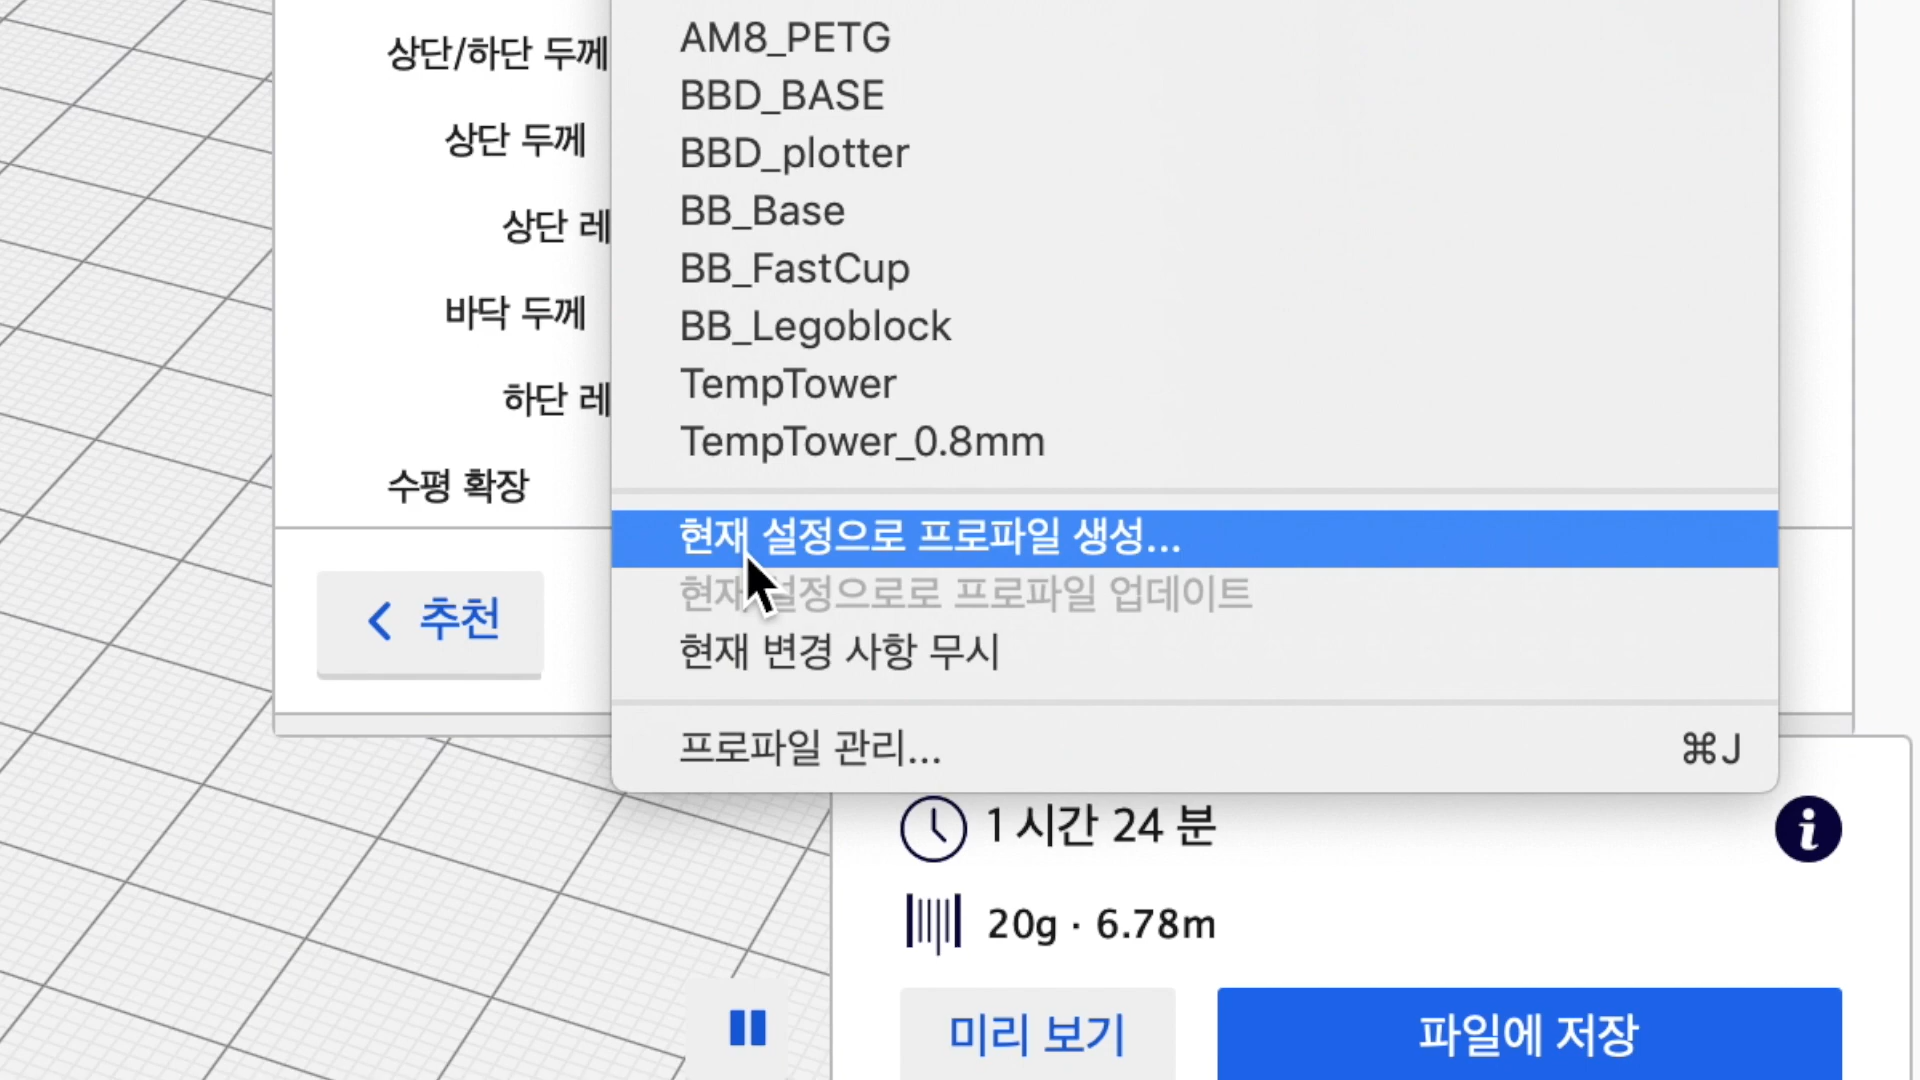 상단/하단 두께
상단 두께
상단 레
바닥 두께
하단 레
수평 확장
추천
AM8_PETG
BBD_BASE
BBD_plotter
BB_Base
BB_FastCup
BB_Legoblock
TempTower
TempTower_0.8mm
현재 설정으로 프로파일 생성...
현재 설정으로로 프로파일 업데이트
현재 변경 사항 무시
프로파일 관리... ⌘J
1 시간 24 분
20g · 6.78m
미리 보기
파일에 저장